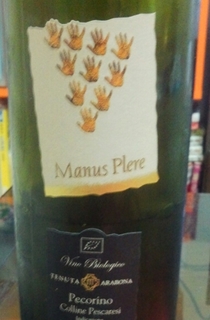 Manus Plere
Vino Biologico
TENUTA ARABONA
Pecorino
Colline Pescaresi